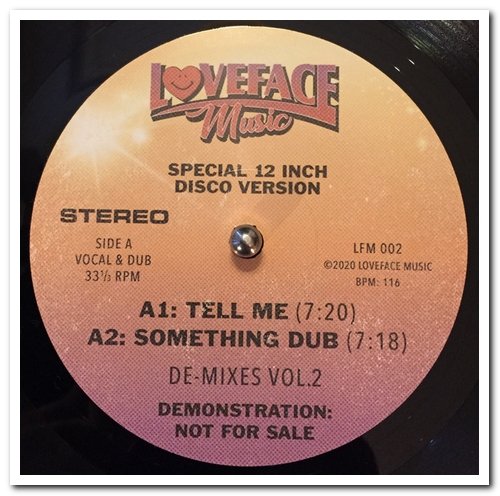 LOVEFACE
Music
SPECIAL 12 INCH
DISCO VERSION
STEREO
SIDE A
VOCAL & DUB
33⅓ RPM
LFM 002
©2020 LOVEFACE MUSIC
BPM: 116
A1: TELL ME (7:20)
A2: SOMETHING DUB (7:18)
DE-MIXES VOL.2
DEMONSTRATION:
NOT FOR SALE